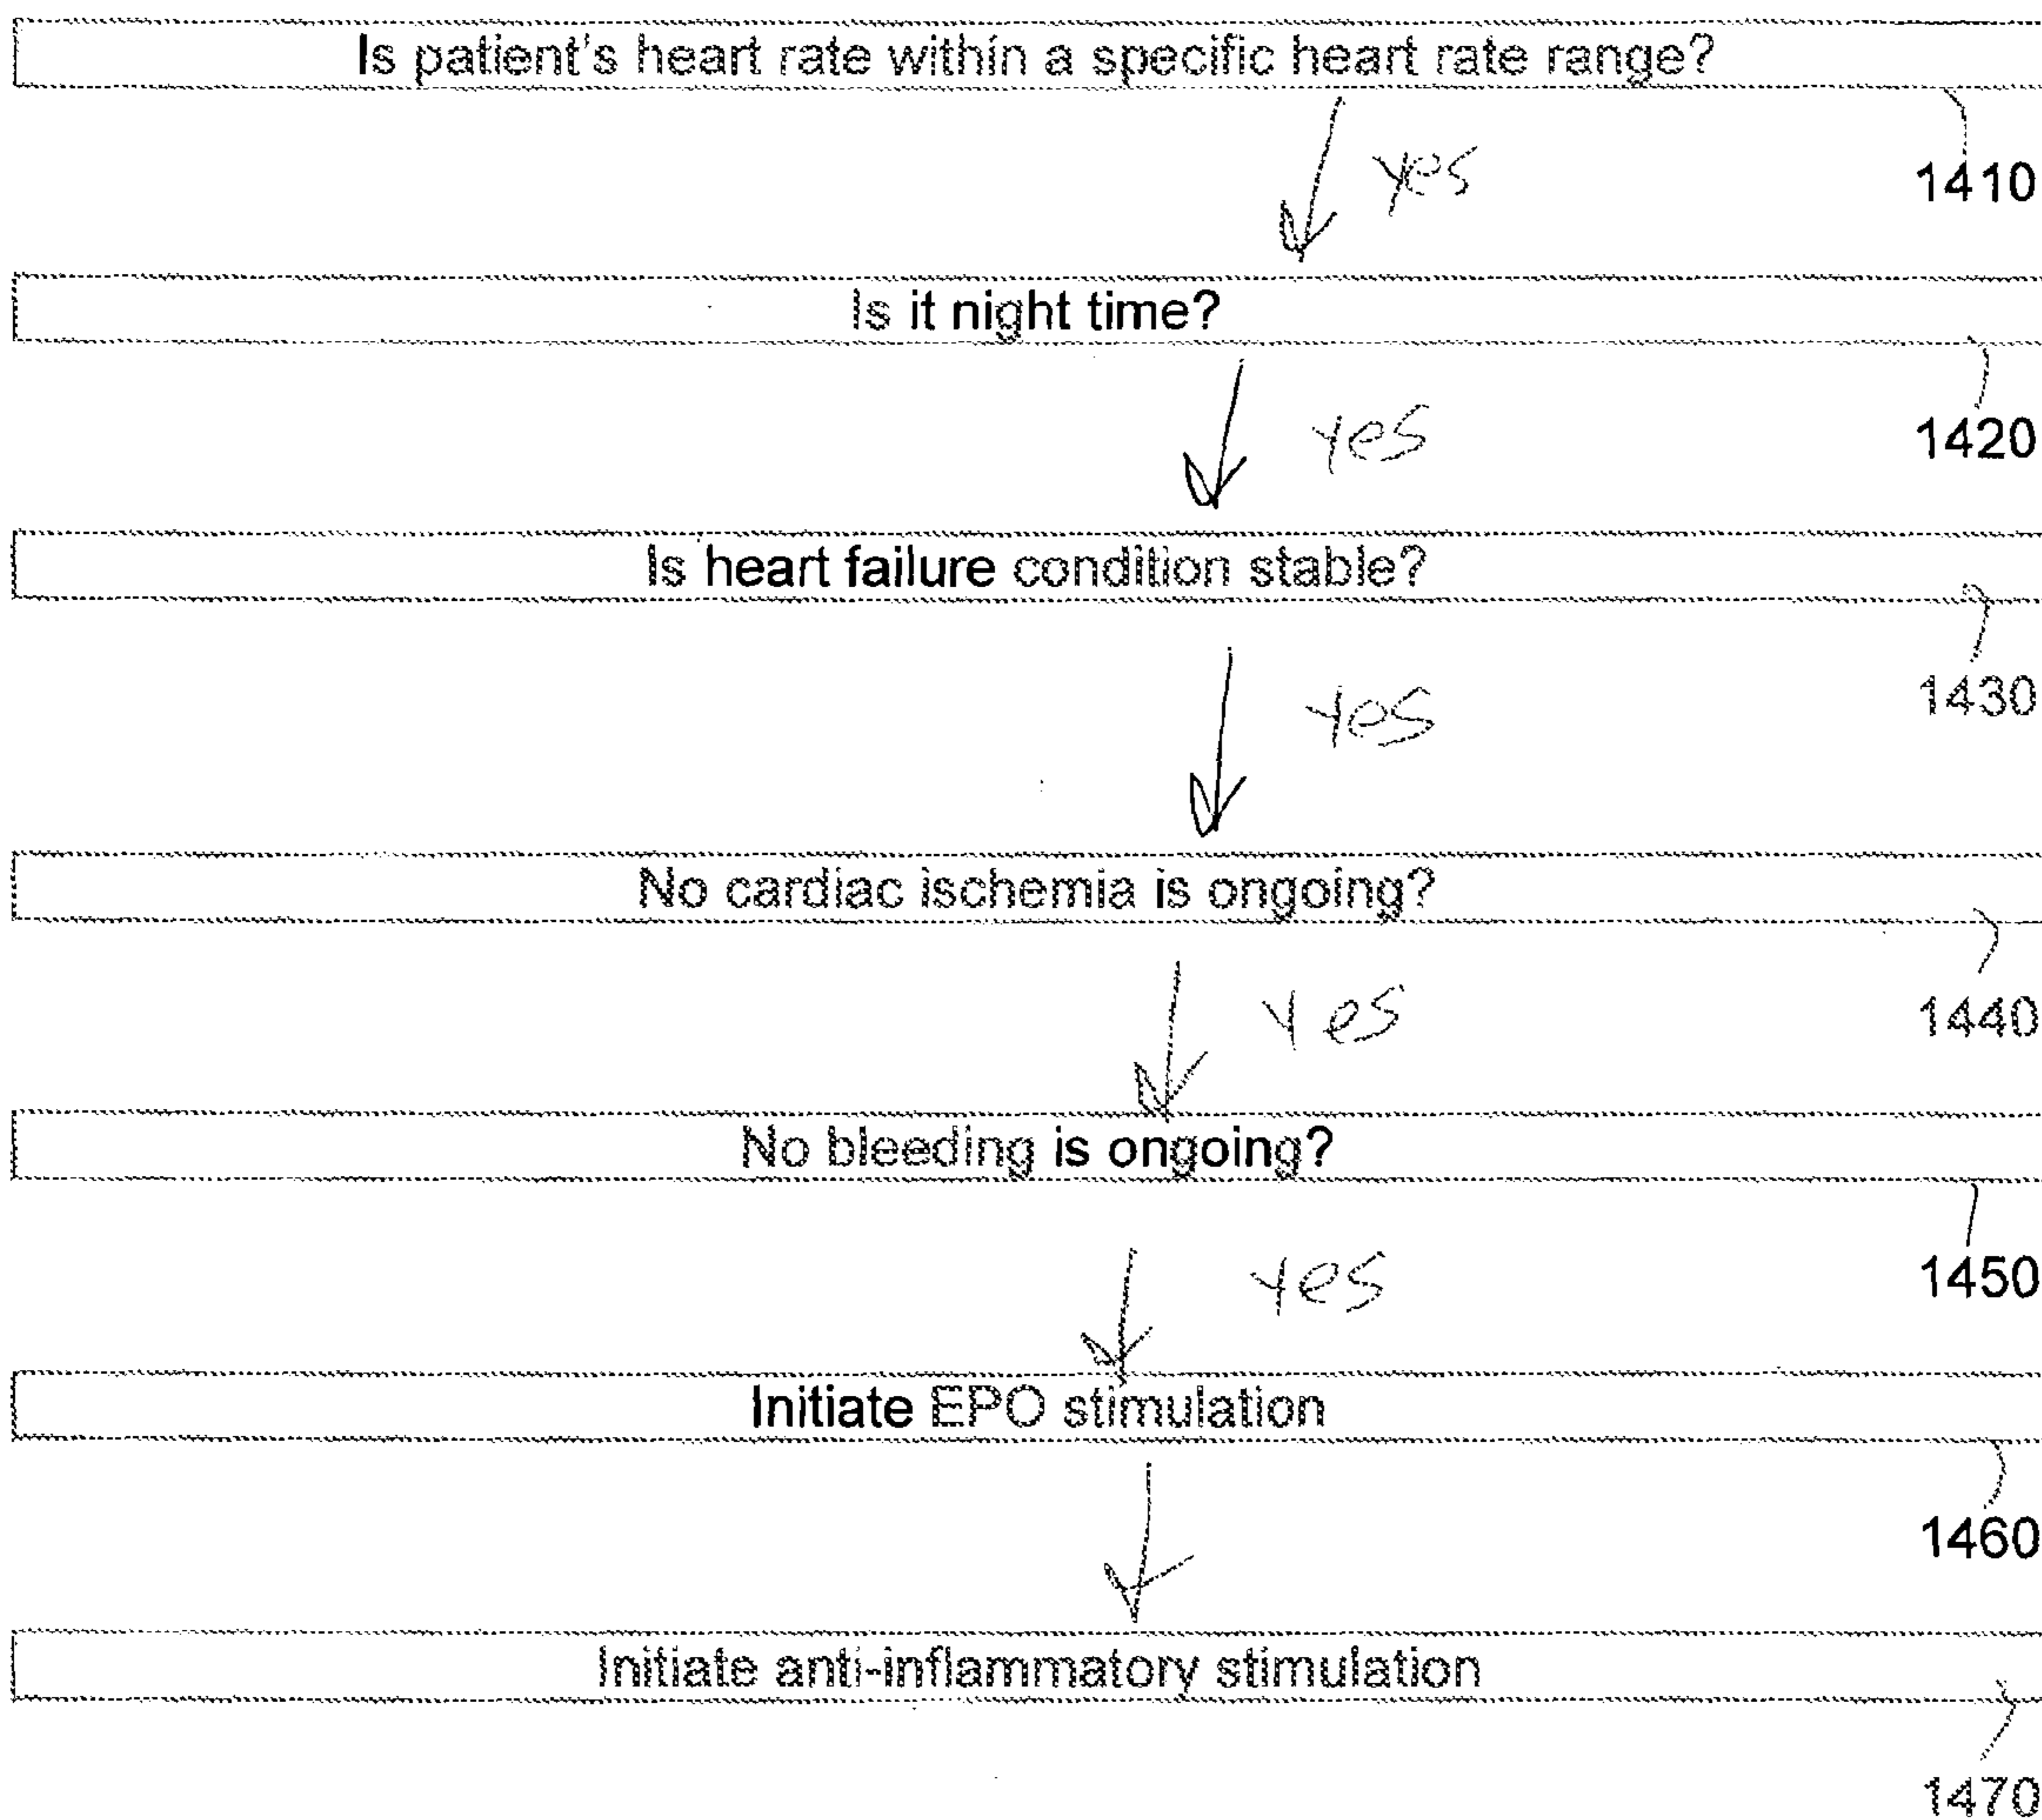 Is patient's heart rate within a specific heart rate range?
yes
1410
Is it night time?
yes
1420
Is heart failure condition stable?
yes
1430
No cardiac ischemia is ongoing?
yes
1440
No bleeding is ongoing?
yes
1450
Initiate EPO stimulation
1460
Initiate anti-inflammatory stimulation
1470